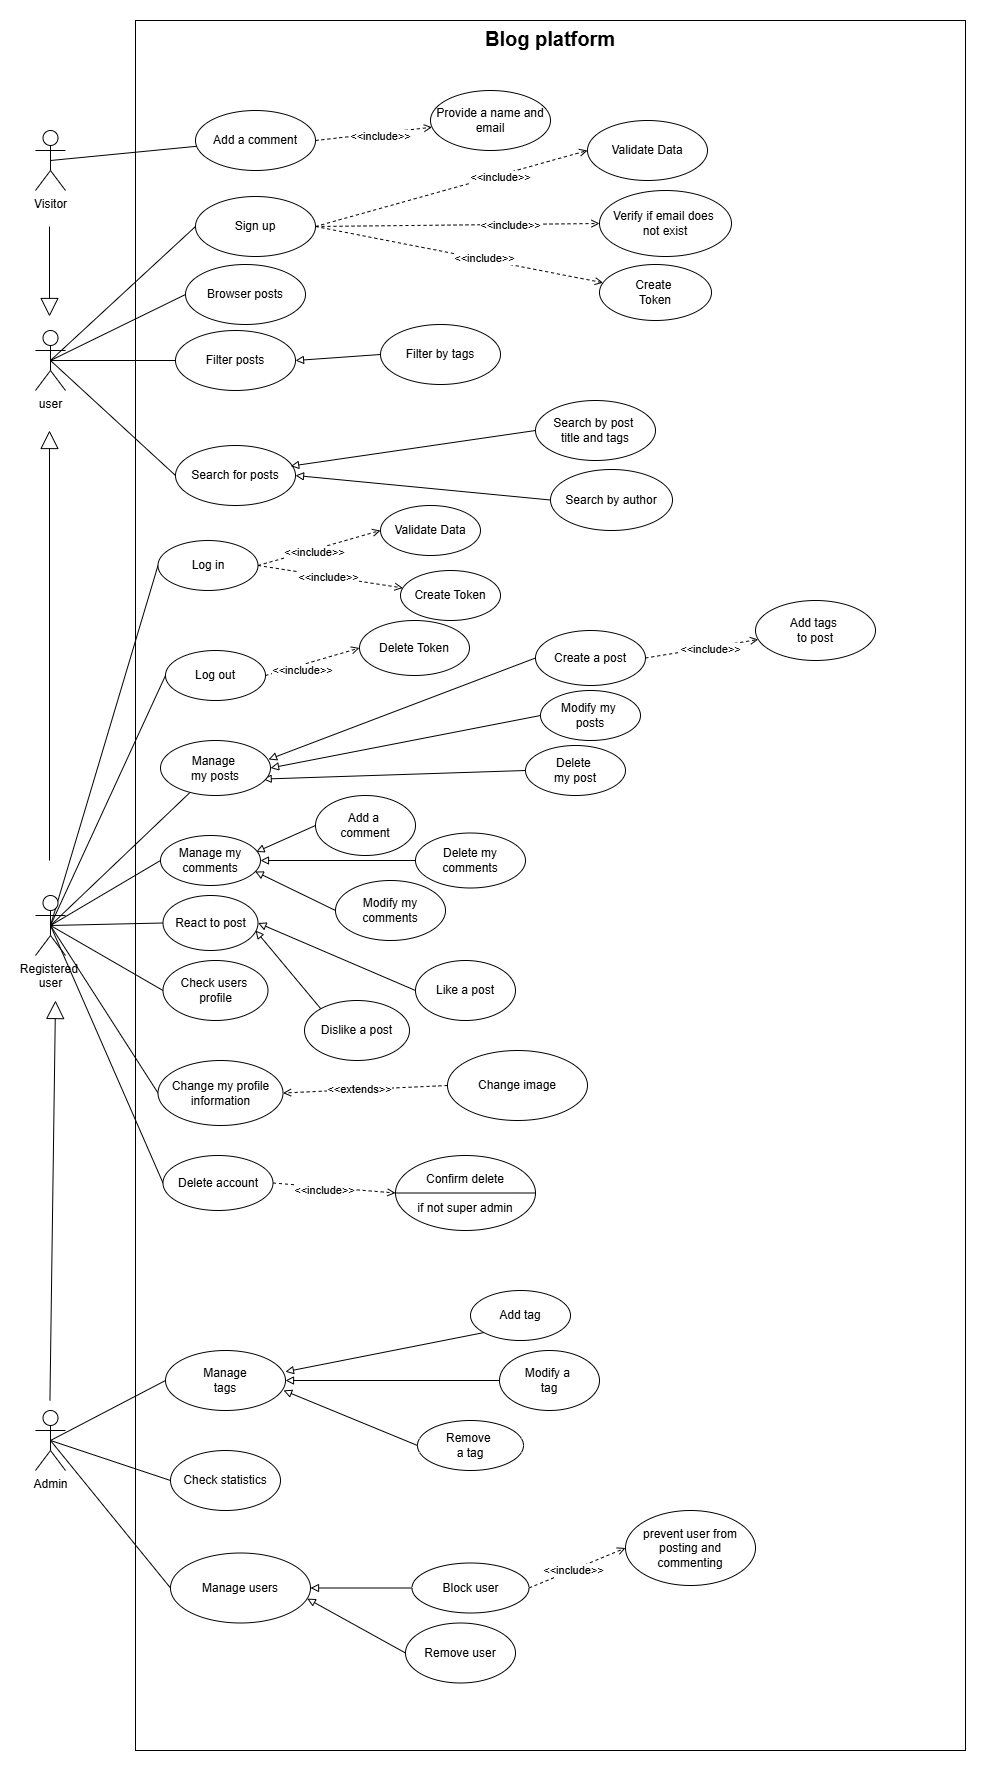 Blog platform
Provide a name and
email
Add a comment
<<include>>
Validate Data
Visitor
<<include>>
Sign up
Verify if email does
not exist
<<include>>
<<include>>
Browser posts
Create
Token
Filter posts
Filter by tags
user
Search by post
title and tags
Search for posts
Search by author
Validate Data
<<include>>
Log in
<<include>>
Create Token
Add tags
to post
Delete Token
<<include>>
Create a post
<<include>>
Log out
Modify my
posts
Manage
my posts
Delete
my post
Add a
comment
Manage my
comments
Delete my
comments
Modify my
comments
React to post
Registered
user
Check users
profile
Like a post
Dislike a post
Change my profile
information
<<extends>>
Change image
Delete account
<<include>>
Confirm delete
if not super admin
Add tag
Manage
tags
Modify a
tag
Remove
a tag
Admin
Check statistics
prevent user from
posting and
commenting
<<include>>
Manage users
Block user
Remove user